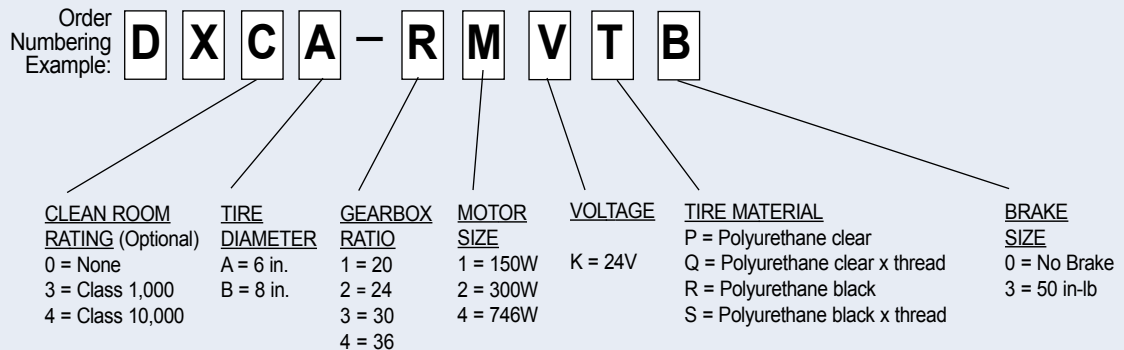 Order
Numbering
Example:
D X C A – R M V T B
CLEAN ROOM
RATING (Optional)
0 = None
3 = Class 1,000
4 = Class 10,000
TIRE
DIAMETER
A = 6 in.
B = 8 in.
GEARBOX
RATIO
1 = 20
2 = 24
3 = 30
4 = 36
MOTOR
SIZE
1 = 150W
2 = 300W
4 = 746W
VOLTAGE
K = 24V
TIRE MATERIAL
P = Polyurethane clear
Q = Polyurethane clear x thread
R = Polyurethane black
S = Polyurethane black x thread
BRAKE
SIZE
0 = No Brake
3 = 50 in-lb